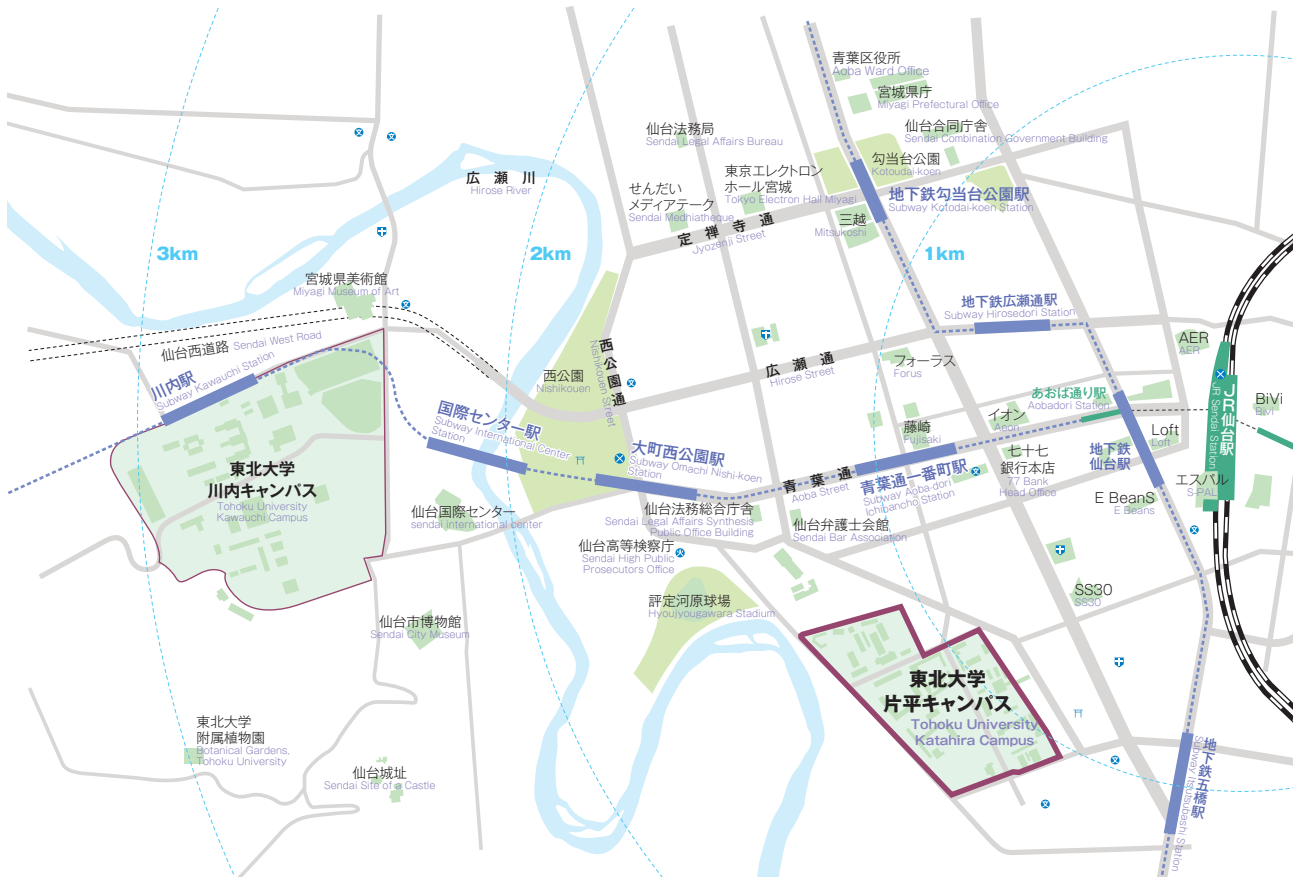 青葉区役所
Aoba Ward Office
宮城県庁
Miyagi Prefectural Office
仙台法務局
Sendai Legal Affairs Bureau
仙台合同庁舎
Sendai Combination Government Building
勾当台公園
Kotoudai-koen
東京エレクトロン
ホール宮城
Tokyo Electron Hall Miyagi
せんだい
メディアテーク
Sendai Medhiatheque
地下鉄勾当台公園駅
Subway Kotodai-koen Station
三越
Mitsukoshi
定禅寺通
Jyozenji Street
広瀬川
Hirose River
3km
2km
1km
宮城県美術館
Miyagi Museum of Art
仙台西道路 Sendai West Road
地下鉄広瀬通駅
Subway Hirosedori Station
西公園通
Nishikouen Street
西公園
Nishikouen
広瀬通
Hirose Street
フォーラス
Forus
AER
AER
JR仙台駅
JR Sendai Station
BiVi
Bivi
あおば通り駅
Aobadori Station
川内駅
Subway Kawauchi Station
国際センター駅
Subway International Center
Station
大町西公園駅
Subway Omachi Nishi-koen
Station
藤崎
Fujisaki
イオン
Aeon
Loft
Loft
地下鉄
仙台駅
七十七
銀行本店
77 Bank
Head Office
青葉通
Aoba Street
青葉通一番町駅
Subway Aoba-dori
Ichibancho Station
エスパル
S-PAL
E BeanS
E Beans
東北大学
川内キャンパス
Tohoku University
Kawauchi Campus
仙台国際センター
sendai international center
仙台法務総合庁舎
Sendai Legal Affairs Synthesis
Public Office Building
仙台弁護士会館
Sendai Bar Association
仙台高等検察庁
Sendai High Public
Prosecutors Office
評定河原球場
Hyoujyougawara Stadium
SS30
SS30
仙台市博物館
Sendai City Museum
東北大学
片平キャンパス
Tohoku University
Katahira Campus
東北大学
附属植物園
Botanical Gardens,
Tohoku University
仙台城址
Sendai Site of a Castle
地下鉄五橋駅
Subway Itsutsubashi Station